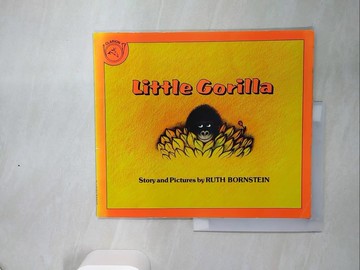 Little Gorilla
Story and Pictures by RUTH BORNSTEIN